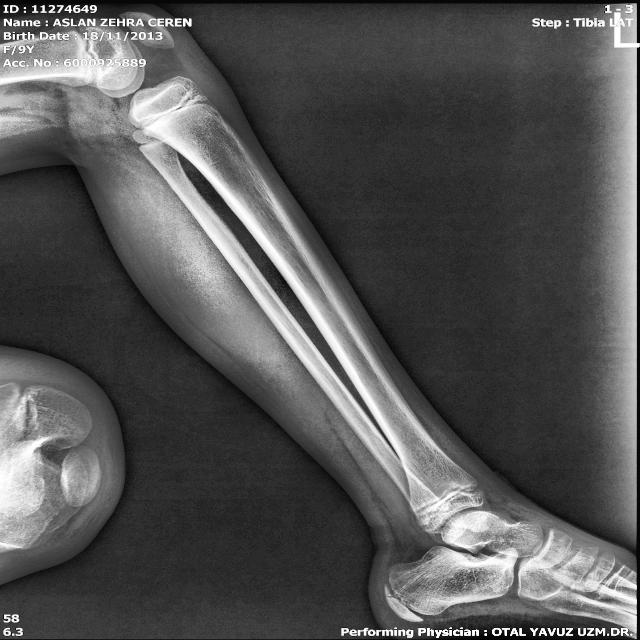 ID : 11274649
1 - 3
Name : ASLAN ZEHRA CEREN
Step : Tibia LAT
Birth Date : 18/11/2013
F/9Y
Acc. No : 6000925889
L
58
6.3
Performing Physician : OTAL YAVUZ UZM.DR.